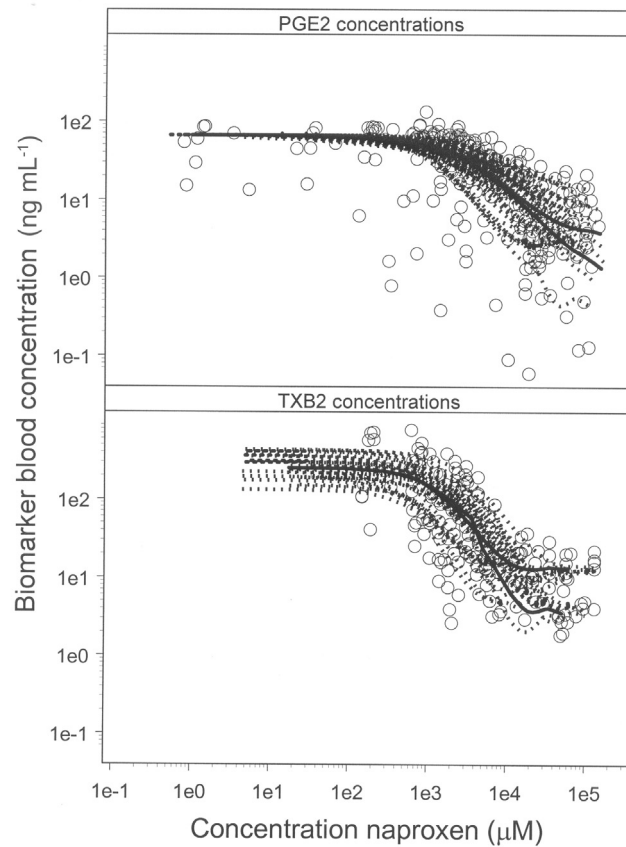 PGE2 concentrations
1e2
1e1
1e0
1e-1
TXB2 concentrations
1e2
1e1
1e0
1e-1
1e-1 1e0 1e1 1e2 1e3 1e4 1e5
Concentration naproxen (μM)
Biomarker blood concentration (ng mL⁻¹)